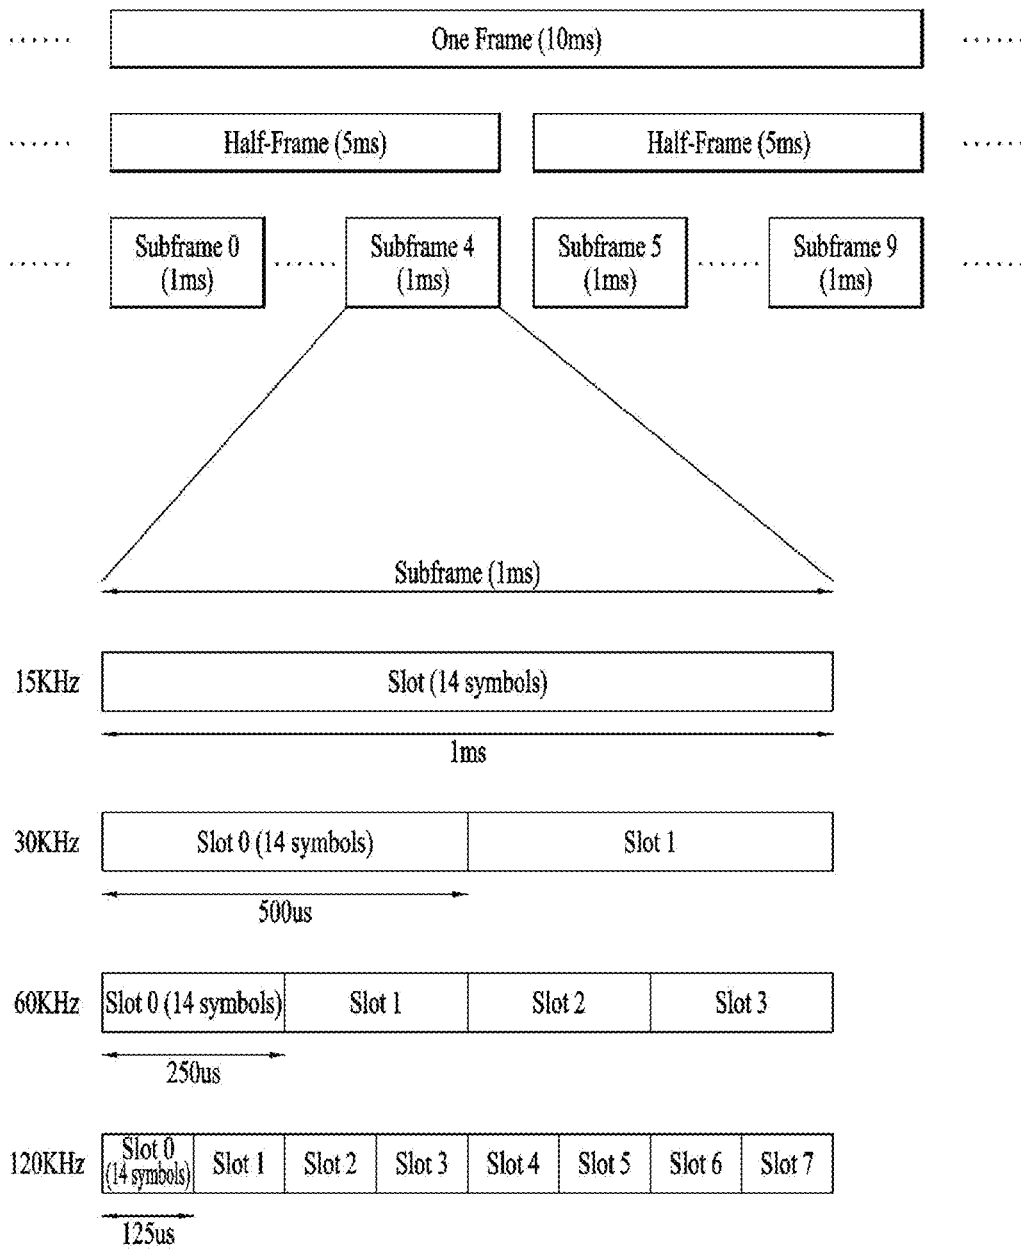 One Frame (10ms)
Half-Frame (5ms)
Half-Frame (5ms)
Subframe 0
(1ms)
Subframe 4
(1ms)
Subframe 5
(1ms)
Subframe 9
(1ms)
Subframe (1ms)
15KHz
Slot (14 symbols)
1ms
30KHz
Slot 0 (14 symbols)
Slot 1
500us
60KHz
Slot 0 (14 symbols)
Slot 1
Slot 2
Slot 3
250us
120KHz
Slot 0
(14 symbols)
Slot 1
Slot 2
Slot 3
Slot 4
Slot 5
Slot 6
Slot 7
125us